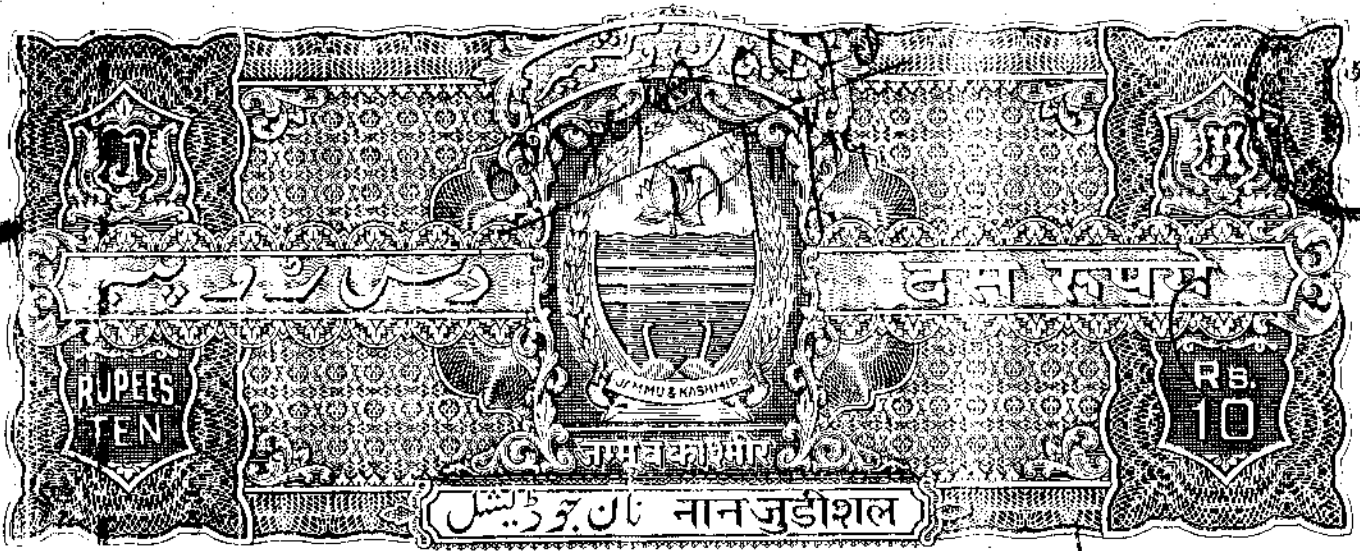 J K
دس روپیہ दस रूपये
RUPEES
TEN
Rs.
10
JAMMU & KASHMIR
जम्मू व काश्मीर
نان جوڈیشل नान जुडीशल